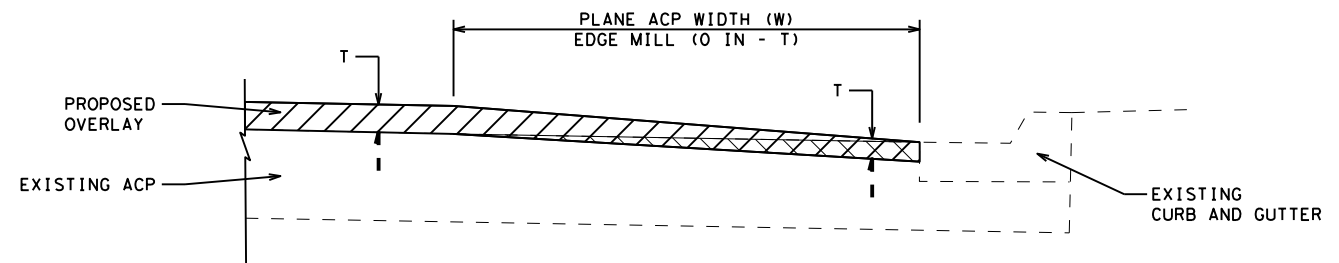 PLANE ACP WIDTH (W)
EDGE MILL (0 IN - T)
T
T
PROPOSED
OVERLAY
EXISTING ACP
EXISTING
CURB AND GUTTER